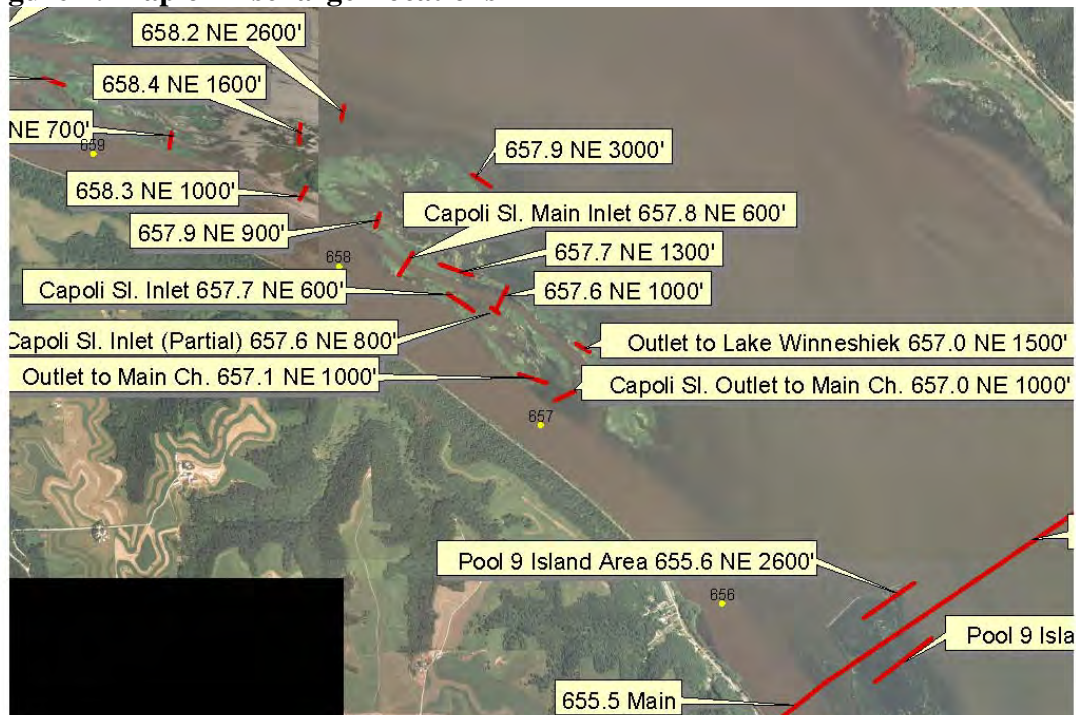 658.2 NE 2600'
658.4 NE 1600'
NE 700'
659
657.9 NE 3000'
658.3 NE 1000'
Capoli Sl. Main Inlet 657.8 NE 600'
657.9 NE 900'
657.7 NE 1300'
658
Capoli Sl. Inlet 657.7 NE 600'
657.6 NE 1000'
Capoli Sl. Inlet (Partial) 657.6 NE 800'
Outlet to Lake Winneshiek 657.0 NE 1500'
Outlet to Main Ch. 657.1 NE 1000'
Capoli Sl. Outlet to Main Ch. 657.0 NE 1000'
657
Pool 9 Island Area 655.6 NE 2600'
656
Pool 9 Isla
655.5 Main